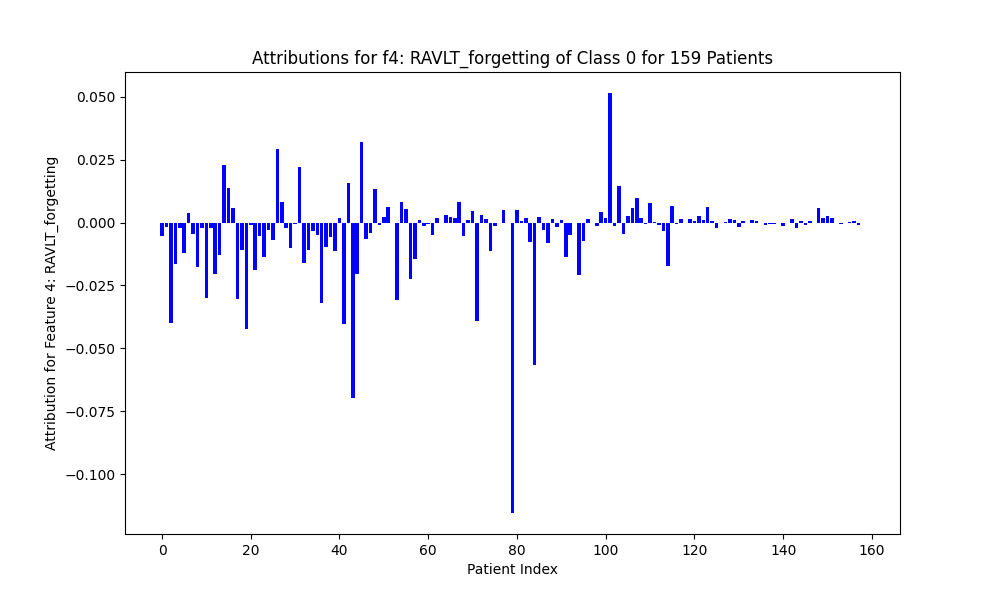 Attributions for f4: RAVLT_forgetting of Class 0 for 159 Patients
Attribution for Feature 4: RAVLT_forgetting
0.050
0.025
0.000
−0.025
−0.050
−0.075
−0.100
0 20 40 60 80 100 120 140 160
Patient Index